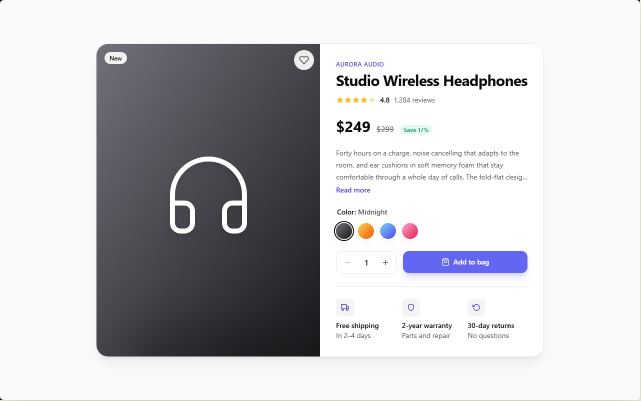 New
AURORA AUDIO
Studio Wireless Headphones
4.8 1,284 reviews
$249 $299 Save 17%
Forty hours on a charge, noise cancelling that adapts to the
room, and ear cushions in soft memory foam that stay
comfortable through a whole day of calls. The fold-flat desig...
Read more
Color: Midnight
− 1 + Add to bag
Free shipping 2-year warranty 30-day returns
In 2–4 days Parts and repair No questions